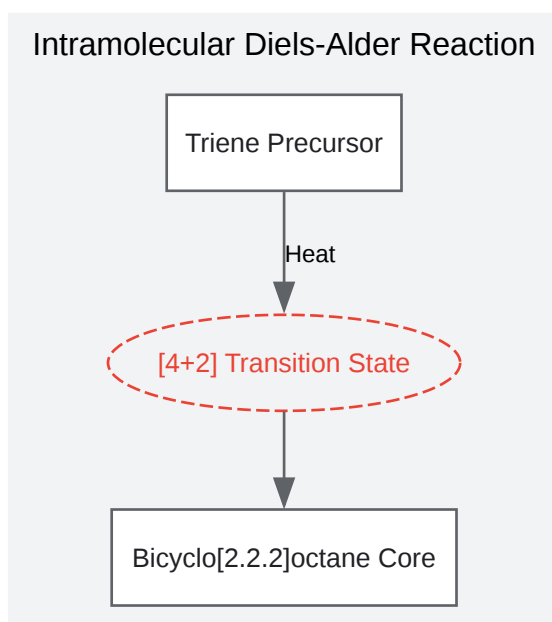 Intramolecular Diels-Alder Reaction
Triene Precursor
Heat
[4+2] Transition State
Bicyclo[2.2.2]octane Core